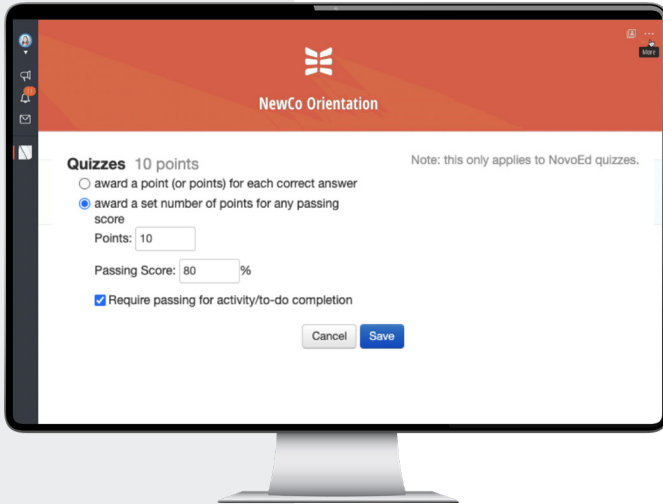 More
NewCo Orientation
Quizzes 10 points
Note: this only applies to NovoEd quizzes.
award a point (or points) for each correct answer
award a set number of points for any passing
score
Points: 10
Passing Score: 80 %
Require passing for activity/to-do completion
Cancel Save